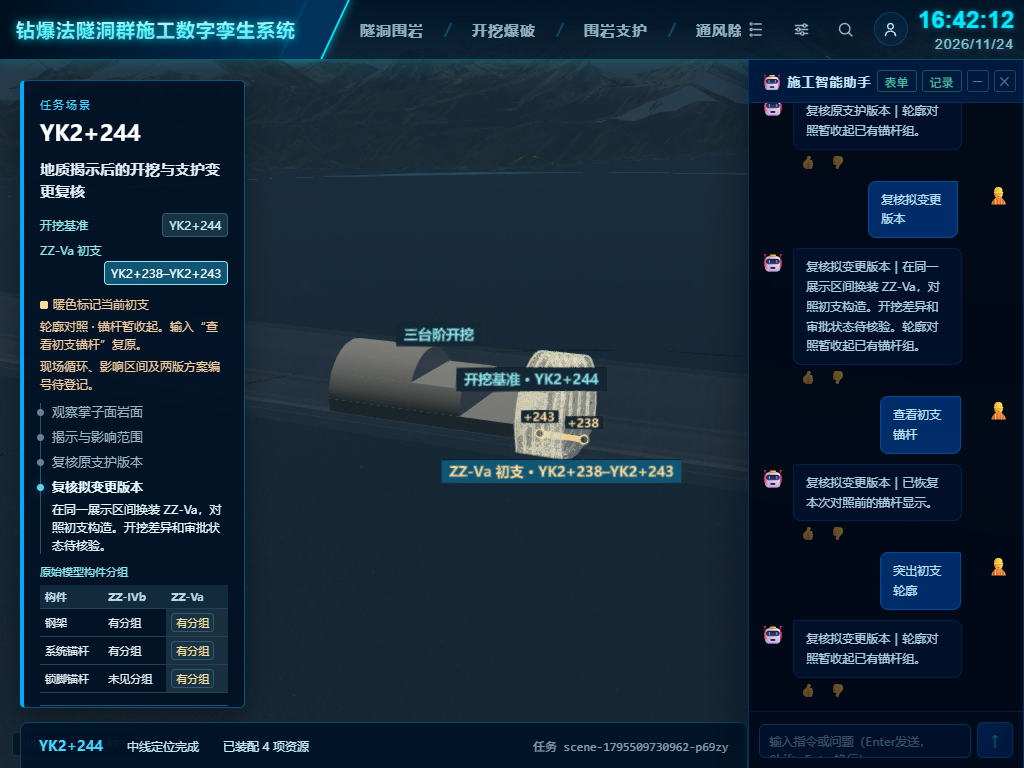 钻爆法隧洞群施工数字孪生系统
隧洞围岩 / 开挖爆破 / 围岩支护 / 通风除
16:42:12
2026/11/24
任务场景
YK2+244
地质揭示后的开挖与支护变
更复核
开挖基准
YK2+244
ZZ-Va 初支
YK2+238–YK2+243
暖色标记当前初支
轮廓对照 · 锚杆暂收起。输入“查
看初支锚杆”复原。
现场循环、影响区间及两版方案编
号待登记。
观察掌子面岩面
揭示与影响范围
复核原支护版本
复核拟变更版本
在同一展示区间换装 ZZ-Va，对
照初支构造。开挖差异和审批状
态待核验。
原始模型构件分组
构件 ZZ-IVb ZZ-Va
钢架 有分组 有分组
系统锚杆 有分组 有分组
锁脚锚杆 未见分组 有分组
三台阶开挖
开挖基准 • YK2+244
+243
+238
ZZ-Va 初支 • YK2+238–YK2+243
YK2+244
中线定位完成
已装配 4 项资源
任务 scene-1795509730962-p69zy
施工智能助手
表单
记录
复核原支护版本 | 轮廓对
照暂收起已有锚杆组。
复核拟变更
版本
复核拟变更版本 | 在同一
展示区间换装 ZZ-Va，对
照初支构造。开挖差异和
审批状态待核验。轮廓对
照暂收起已有锚杆组。
查看初支
锚杆
复核拟变更版本 | 已恢复
本次对照前的锚杆显示。
突出初支
轮廓
复核拟变更版本 | 轮廓对
照暂收起已有锚杆组。
输入指令或问题（Enter发送，